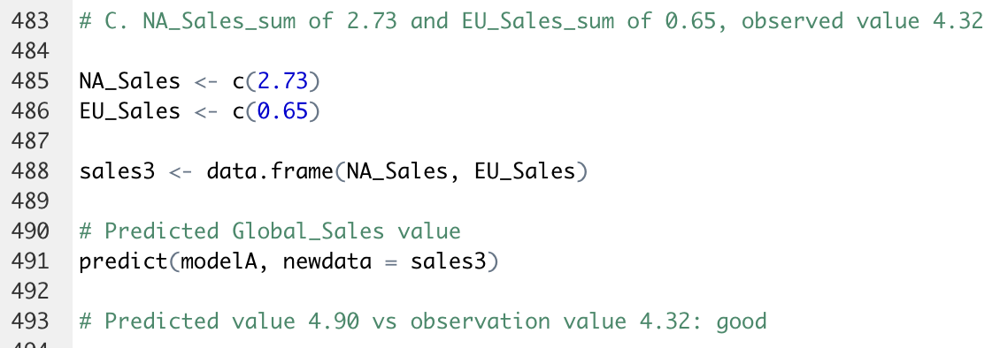 483 # C. NA_Sales_sum of 2.73 and EU_Sales_sum of 0.65, observed value 4.32
484
485 NA_Sales <- c(2.73)
486 EU_Sales <- c(0.65)
487
488 sales3 <- data.frame(NA_Sales, EU_Sales)
489
490 # Predicted Global_Sales value
491 predict(modelA, newdata = sales3)
492
493 # Predicted value 4.90 vs observation value 4.32: good